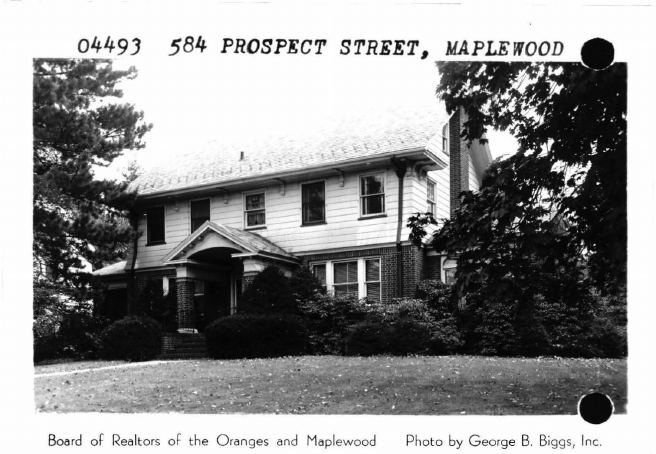 04493 584 PROSPECT STREET, MAPLEWOOD
Board of Realtors of the Oranges and Maplewood Photo by George B. Biggs, Inc.